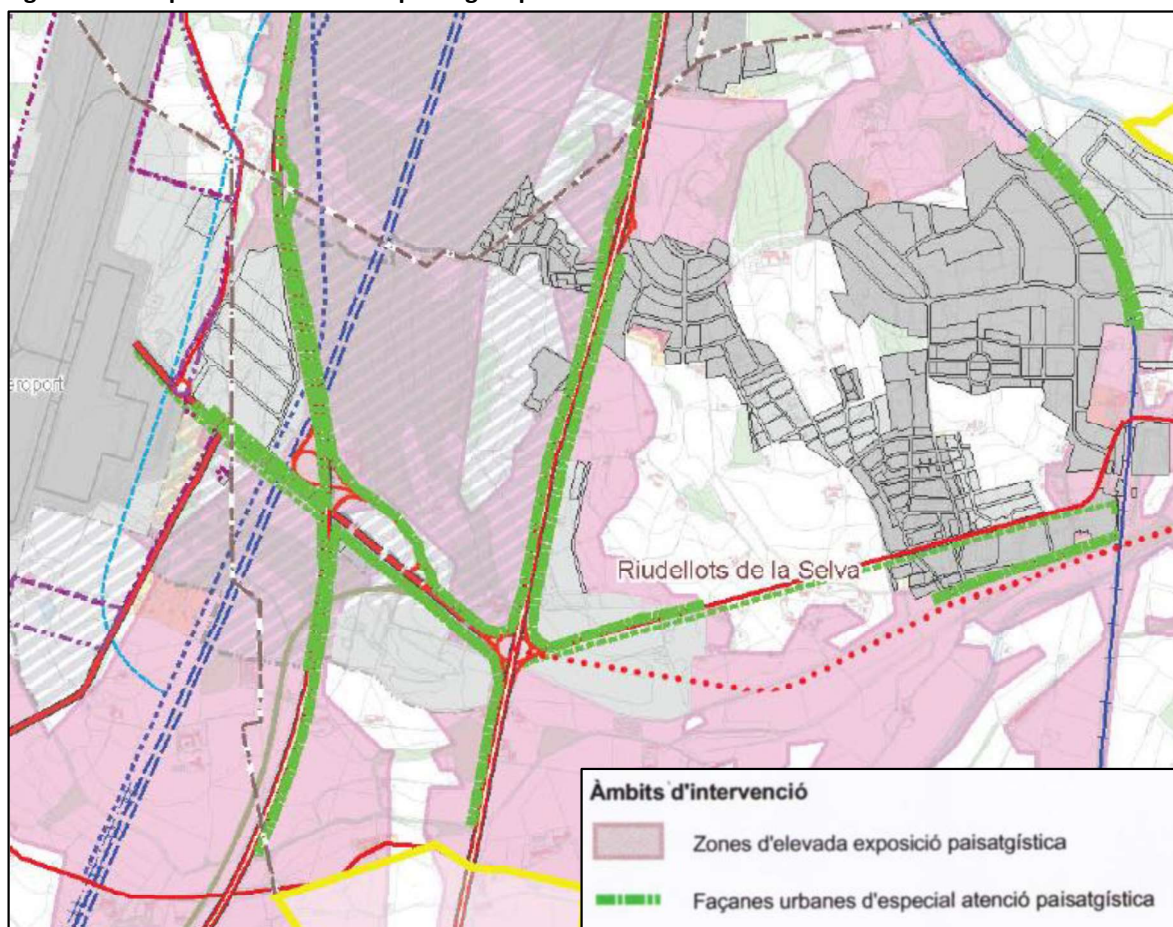 eroport
Riudellots de la Selva
Àmbits d'intervenció
Zones d'elevada exposició paisatgística
Façanes urbanes d'especial atenció paisatgística